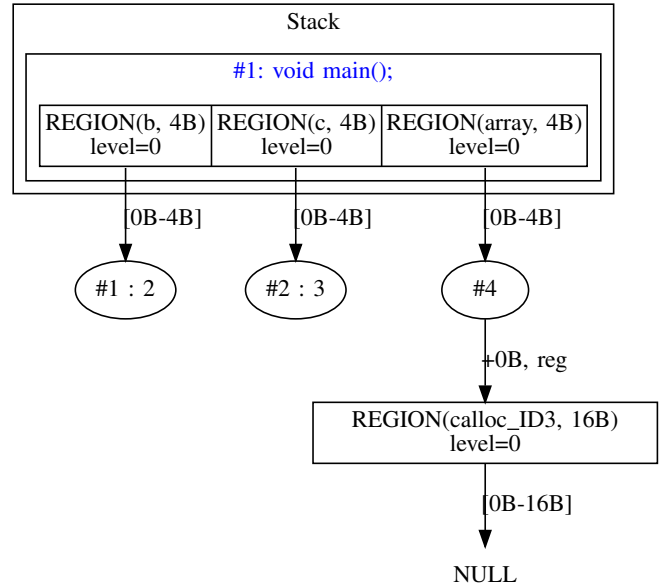 Stack
#1: void main();
REGION(b, 4B)
level=0
REGION(c, 4B)
level=0
REGION(array, 4B)
level=0
[0B-4B]
[0B-4B]
[0B-4B]
#1 : 2
#2 : 3
#4
+0B, reg
REGION(calloc_ID3, 16B)
level=0
[0B-16B]
NULL